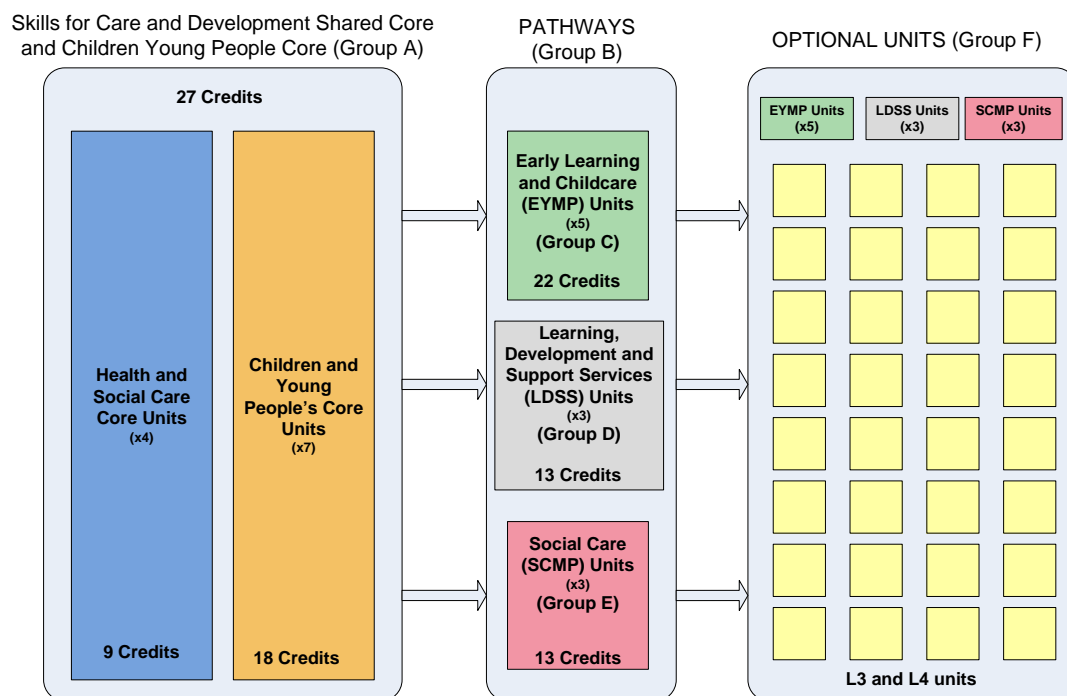 Skills for Care and Development Shared Core
and Children Young People Core (Group A)
27 Credits
Health and
Social Care
Core Units
(x4)
9 Credits
Children and
Young
People's Core
Units
(x7)
18 Credits
PATHWAYS
(Group B)
Early Learning
and Childcare
(EYMP) Units
(x5)
(Group C)
22 Credits
Learning,
Development and
Support Services
(LDSS) Units
(x3)
(Group D)
13 Credits
Social Care
(SCMP) Units
(x3)
(Group E)
13 Credits
OPTIONAL UNITS (Group F)
EYMP Units
(x5)
LDSS Units
(x3)
SCMP Units
(x3)
L3 and L4 units